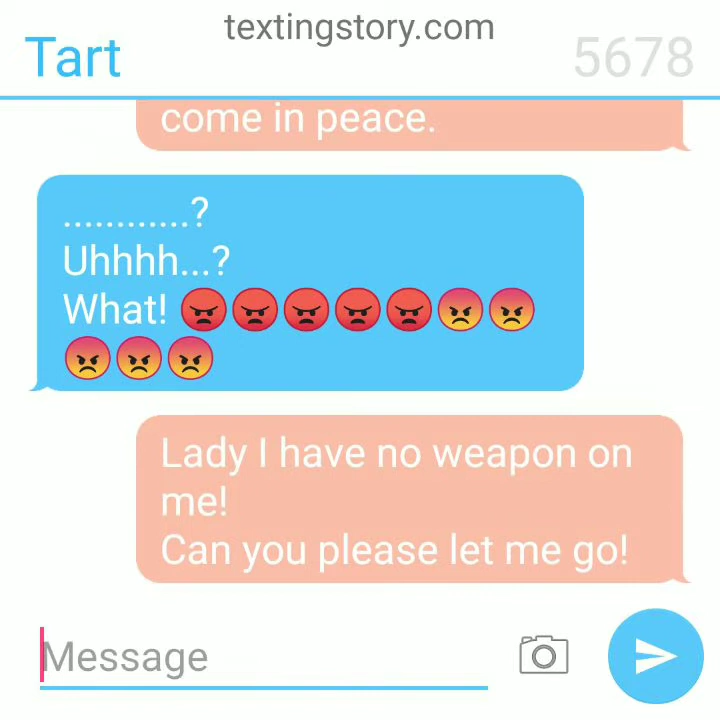 textingstory.com
Tart
5678
come in peace.
............?
Uhhhh...?
What! 😡😡😡😡😡😠😠
😠😠😠
Lady I have no weapon on
me!
Can you please let me go!
Message